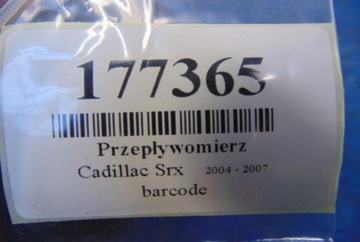 177365
Przepływomierz
Cadillac Srx 2004 - 2007
barcode